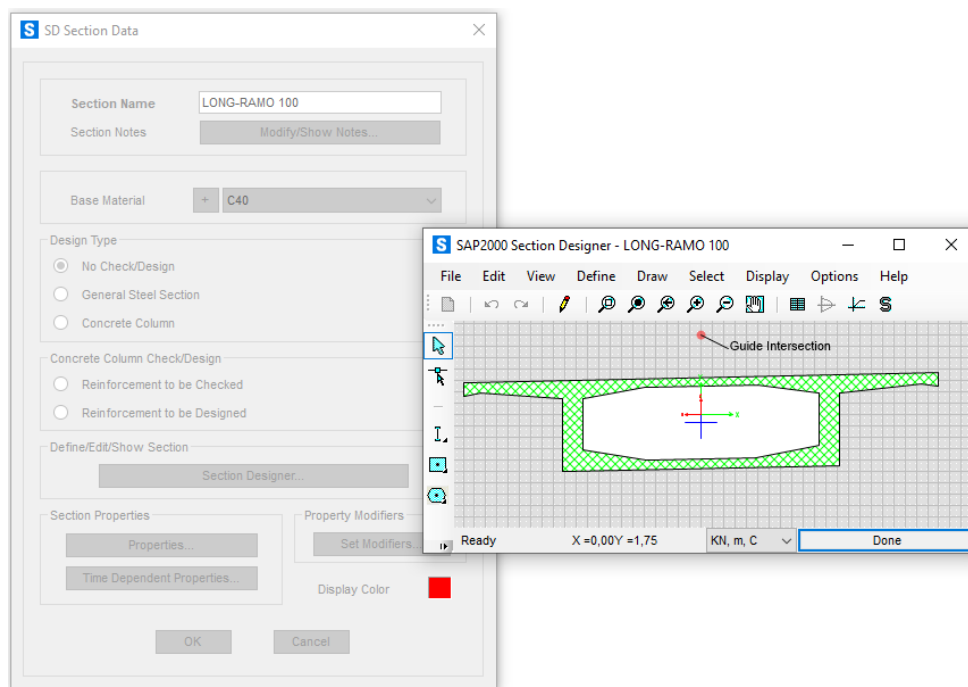 SD Section Data
Section Name LONG-RAMO 100
Section Notes Modify/Show Notes...
Base Material + C40
Design Type
No Check/Design
General Steel Section
Concrete Column
Concrete Column Check/Design
Reinforcement to be Checked
Reinforcement to be Designed
Define/Edit/Show Section
Section Designer...
Section Properties
Properties...
Time Dependent Properties...
Property Modifiers
Set Modifiers...
Display Color
OK Cancel
SAP2000 Section Designer - LONG-RAMO 100
File Edit View Define Draw Select Display Options Help
Guide Intersection
X
Ready X =0,00Y =1,75 KN, m, C Done